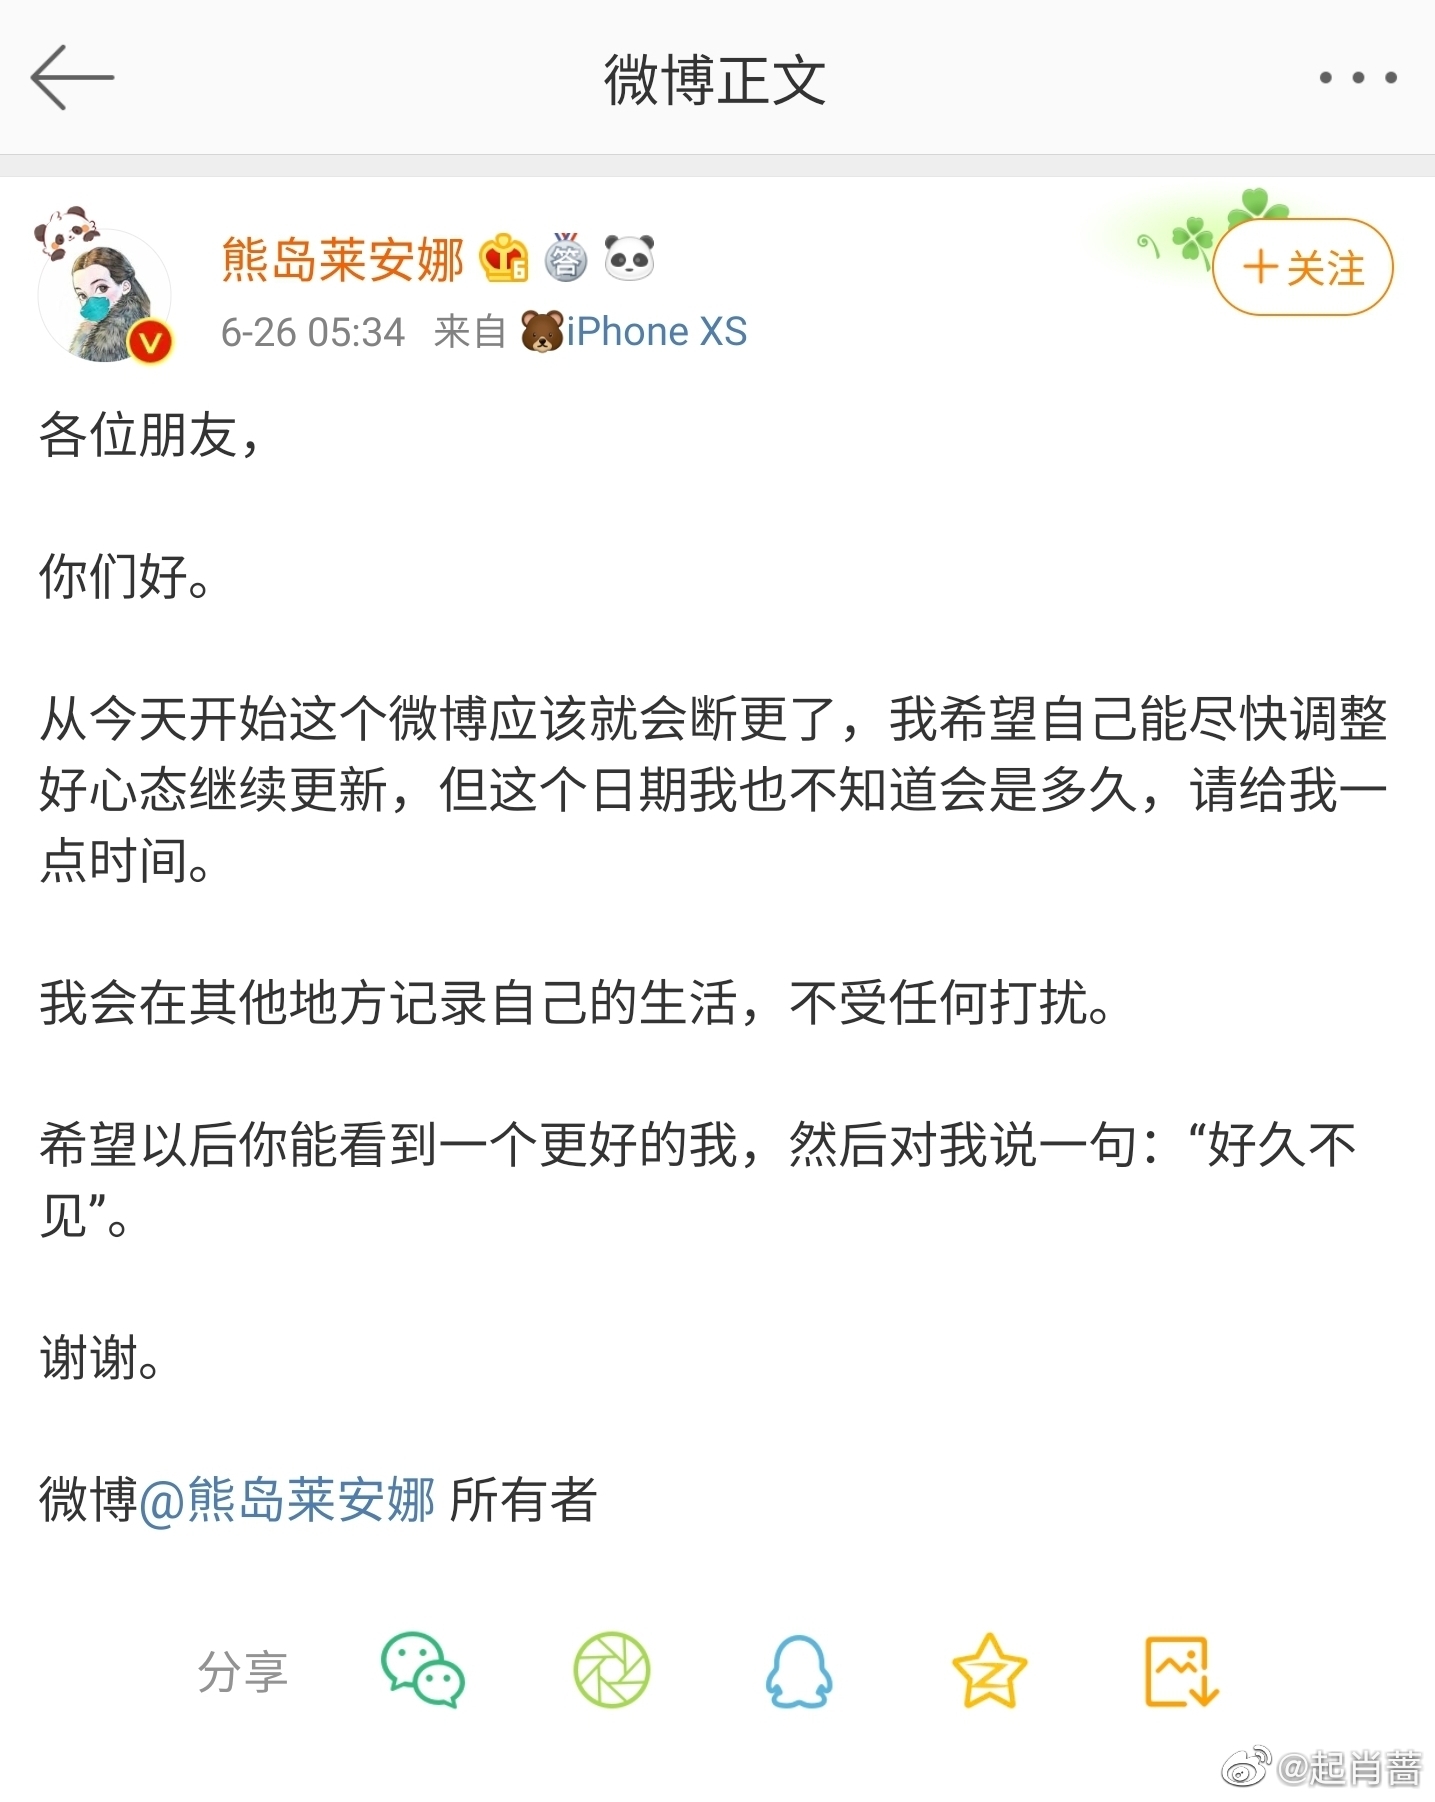 微博正文
熊岛莱安娜 6 答
+关注
6-26 05:34 来自 iPhone XS
各位朋友，
你们好。
从今天开始这个微博应该就会断更了，我希望自己能尽快调整
好心态继续更新，但这个日期我也不知道会是多久，请给我一
点时间。
我会在其他地方记录自己的生活，不受任何打扰。
希望以后你能看到一个更好的我，然后对我说一句：“好久不
见”。
谢谢。
微博@熊岛莱安娜 所有者
分享
@起肖蔷